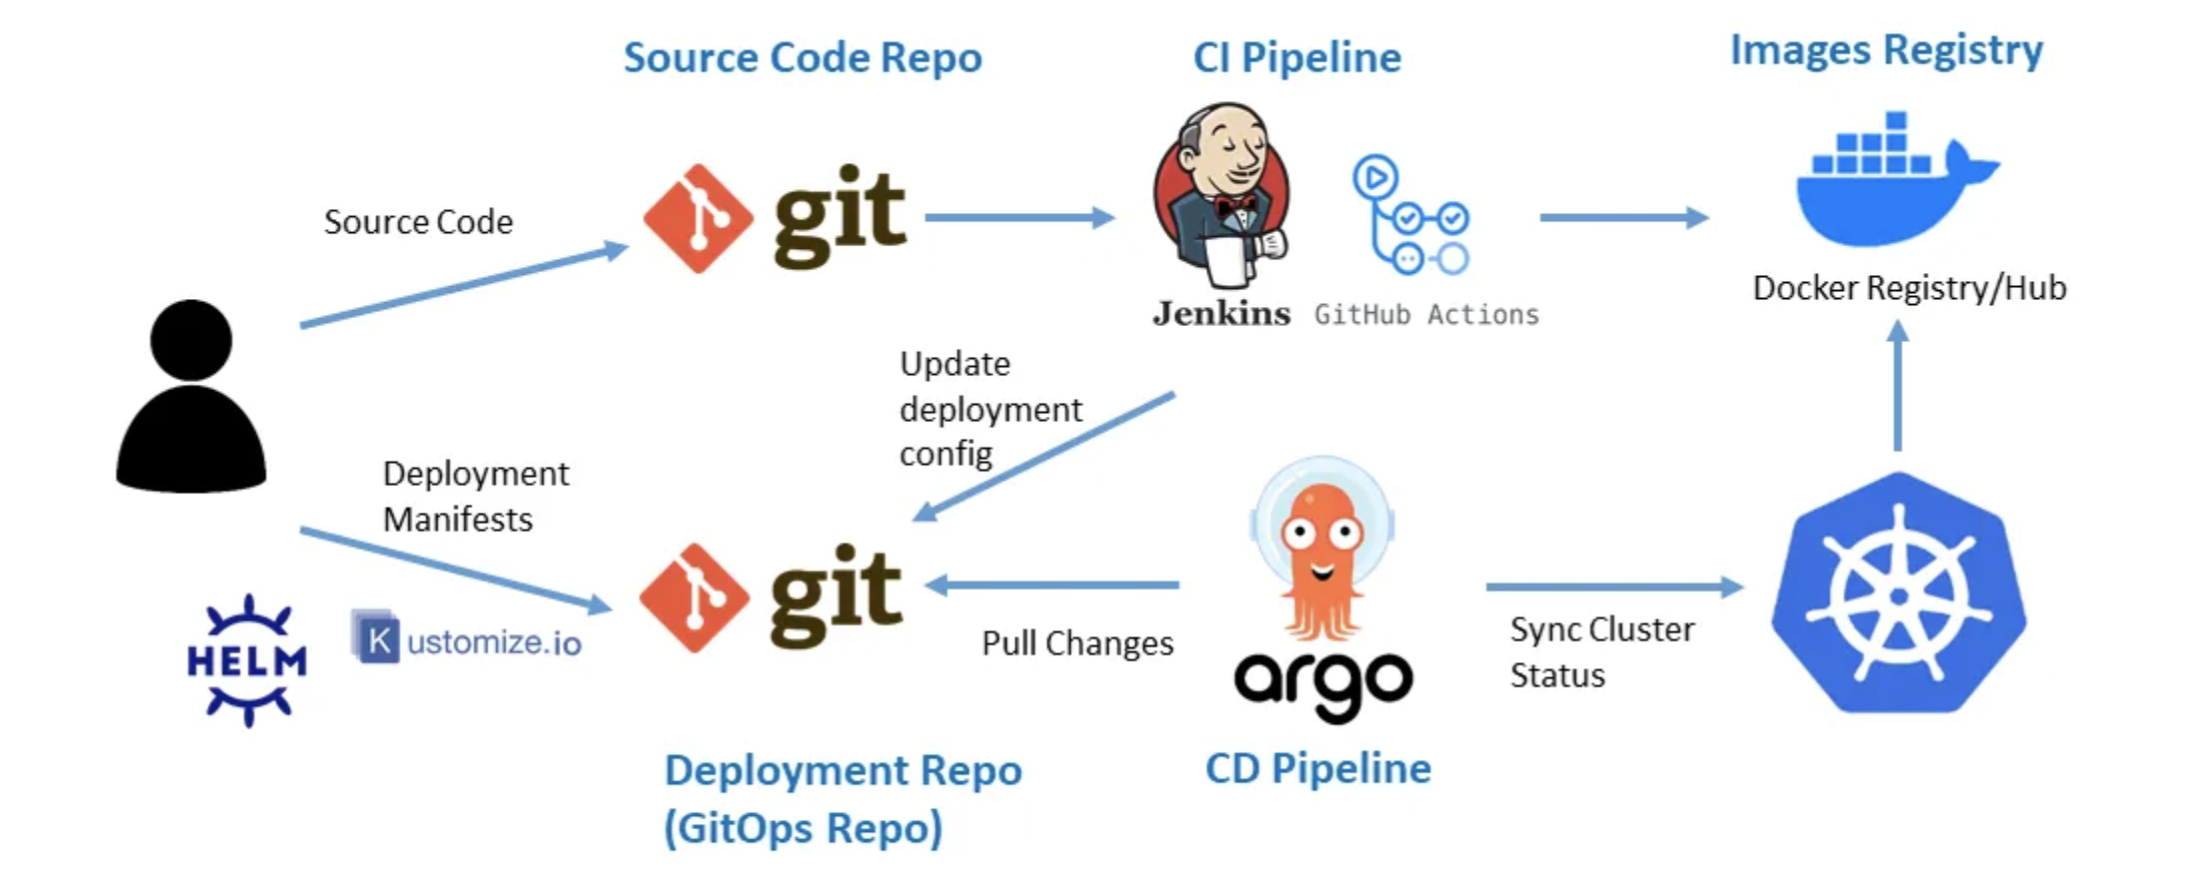 Source Code Repo
CI Pipeline
Images Registry
Source Code
git
Jenkins
GitHub Actions
Docker Registry/Hub
Update
deployment
config
Deployment
Manifests
HELM
Kustomize.io
git
Pull Changes
argo
Sync Cluster
Status
Deployment Repo
(GitOps Repo)
CD Pipeline